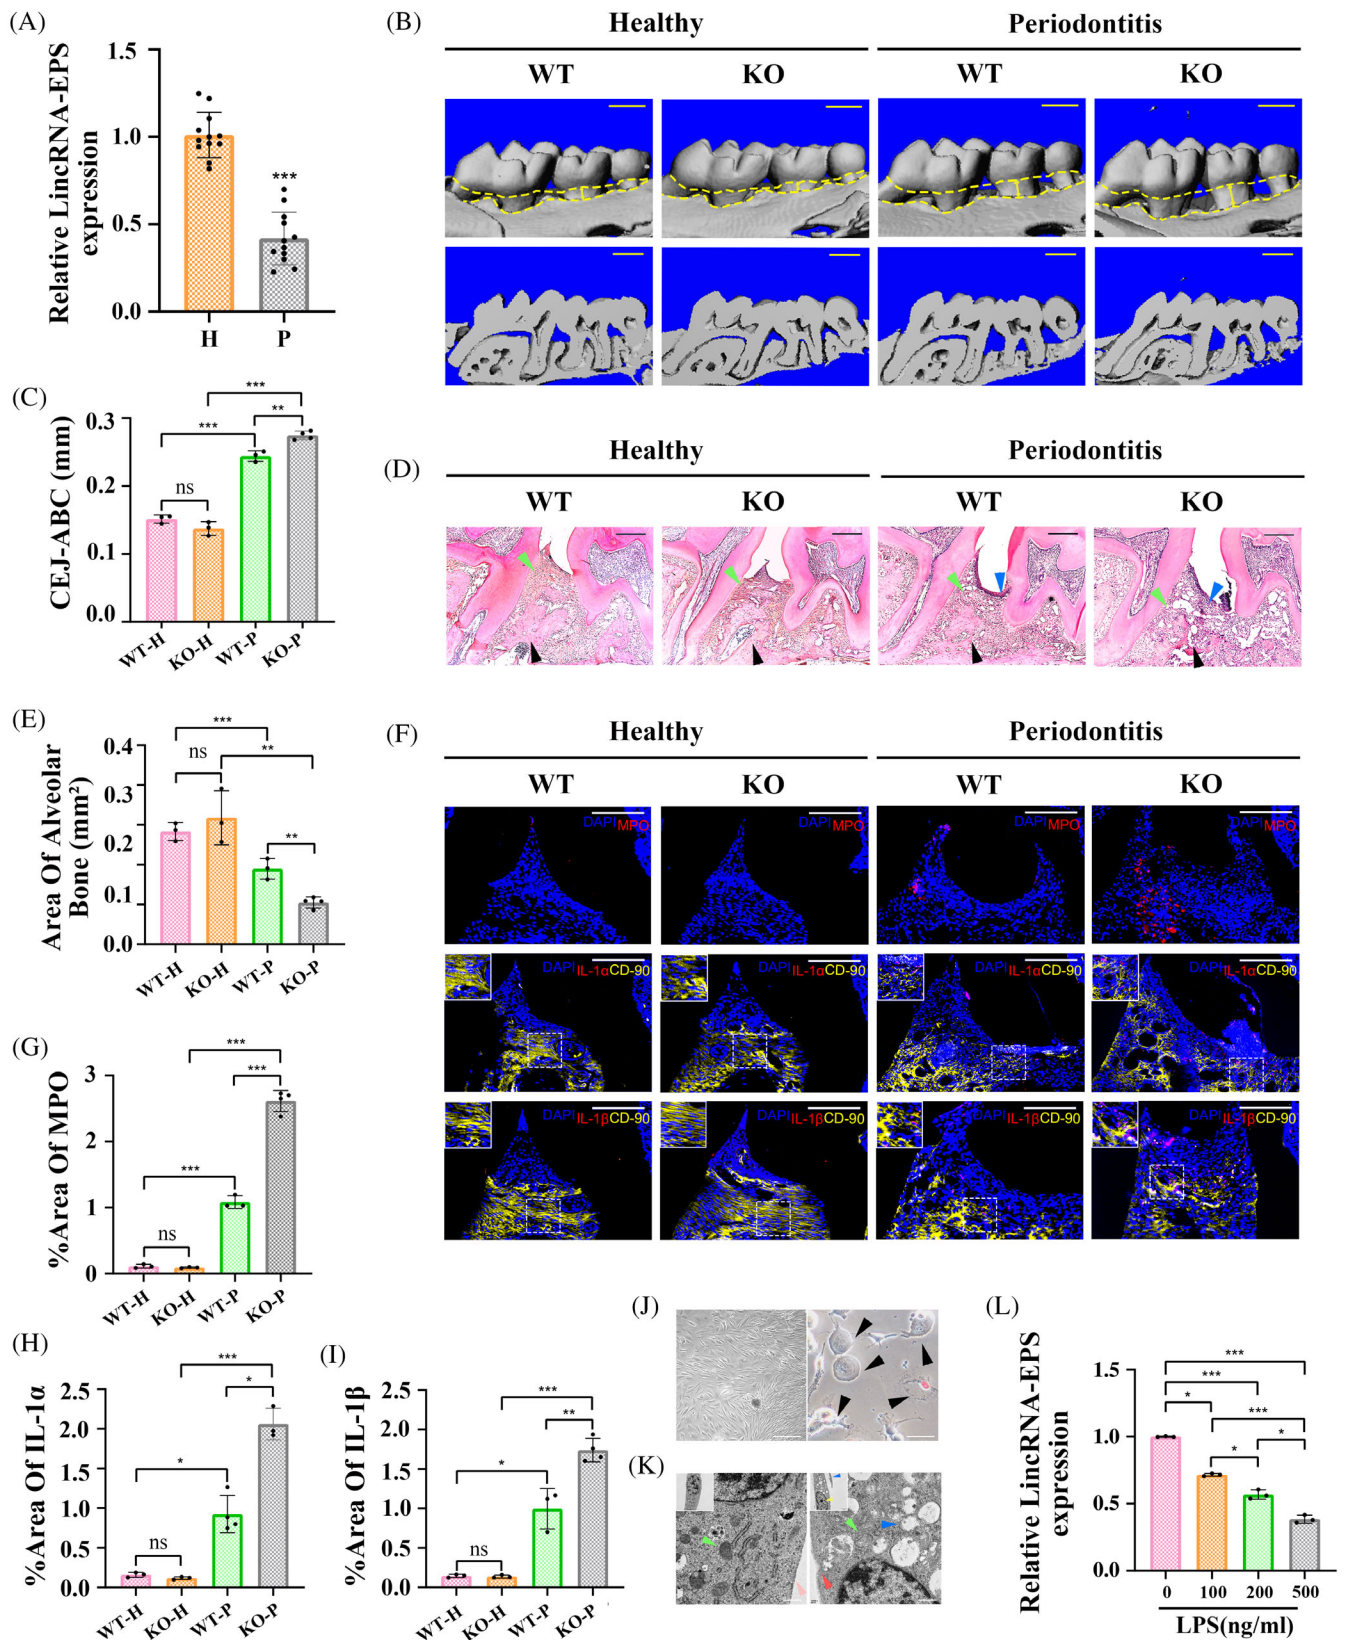 (A)
Relative LincRNA-EPS
expression
1.5
1.0
0.5
0.0
***
H P
(B)
Healthy Periodontitis
WT KO WT KO
(C)
CEJ-ABC (mm)
0.3
0.2
0.1
0.0
***
**
***
ns
WT-H KO-H WT-P KO-P
(D)
Healthy Periodontitis
WT KO WT KO
(E)
Area Of Alveolar
Bone (mm²)
0.4
0.3
0.2
0.1
0.0
***
ns
**
**
WT-H KO-H WT-P KO-P
(F)
Healthy Periodontitis
WT KO WT KO
DAPI MPO DAPI MPO DAPI MPO DAPI MPO
DAPI IL-1α CD-90 DAPI IL-1α CD-90 DAPI IL-1α CD-90 DAPI IL-1α CD-90
DAPI IL-1β CD-90 DAPI IL-1β CD-90 DAPI IL-1β CD-90 DAPI IL-1β CD-90
(G)
%Area Of MPO
3
2
1
0
***
***
***
ns
WT-H KO-H WT-P KO-P
(H)
%Area Of IL-1α
2.5
2.0
1.5
1.0
0.5
0.0
***
*
*
ns
WT-H KO-H WT-P KO-P
(I)
%Area Of IL-1β
2.5
2.0
1.5
1.0
0.5
0.0
***
**
*
ns
WT-H KO-H WT-P KO-P
(J)
(K)
(L)
Relative LincRNA-EPS
expression
1.5
1.0
0.5
0.0
***
***
*
***
*
*
0 100 200 500
LPS(ng/ml)